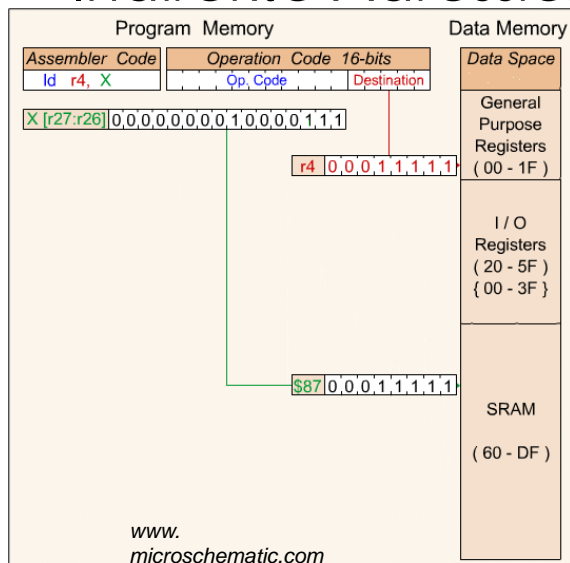 Program Memory
Data Memory
Assembler Code
Operation Code 16-bits
Data Space
ld r4, X
Op. Code
Destination
X [r27:r26] 0000000010000111
General
Purpose
Registers
( 00 - 1F )
r4 00011111
I / O
Registers
( 20 - 5F )
{ 00 - 3F }
$87 00011111
SRAM
( 60 - DF )
www.
microschematic.com